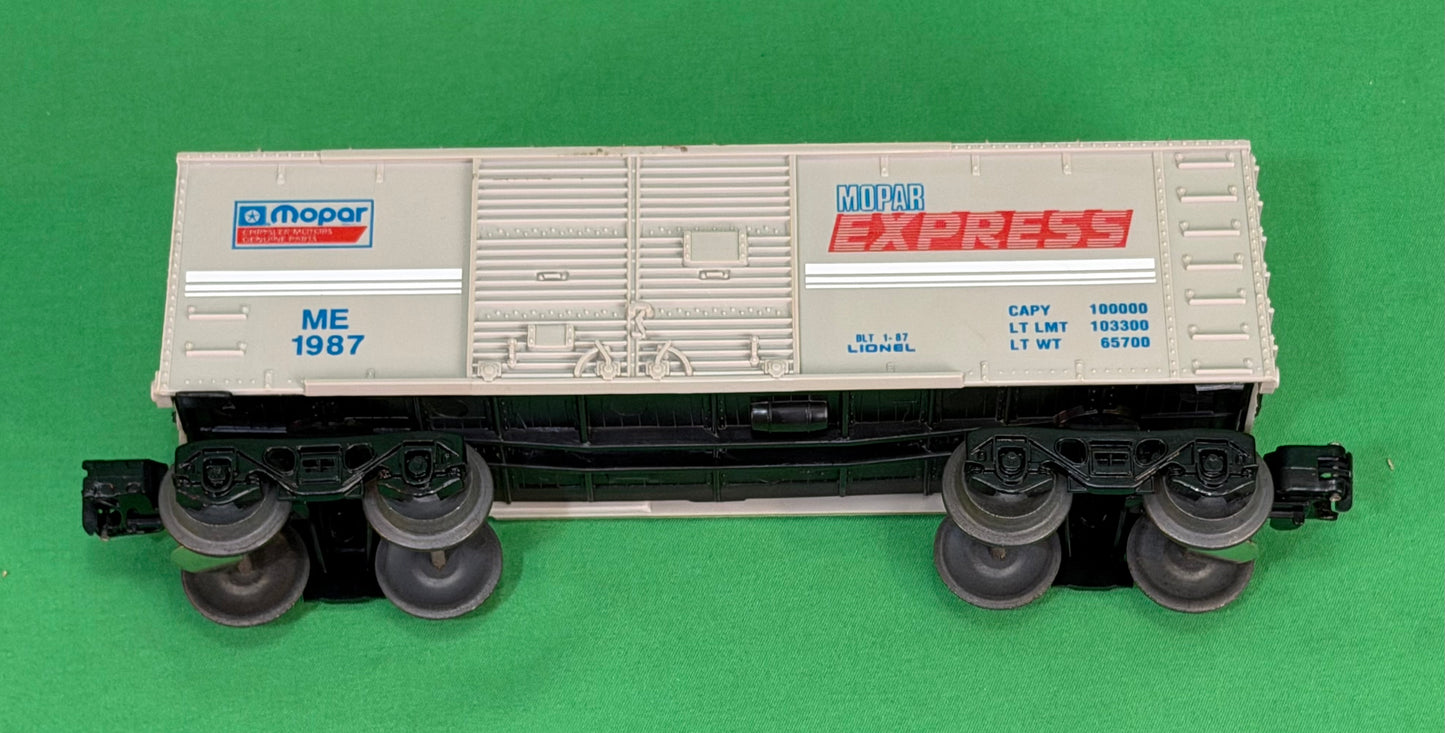 Mopar
CHRYSLER MOTORS
GENUINE PARTS
ME
1987
MOPAR
EXPRESS
BLT 1-87
LIONEL
CAPY 100000
LT LMT 103300
LT WT 65700